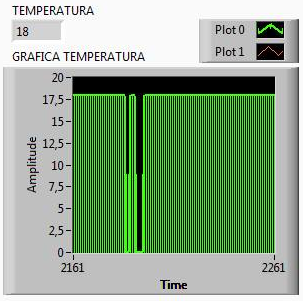 TEMPERATURA
18
Plot 0
Plot 1
GRAFICA TEMPERATURA
20
17,5
15
12,5
10
7,5
5
2,5
0
Amplitude
2161
2261
Time